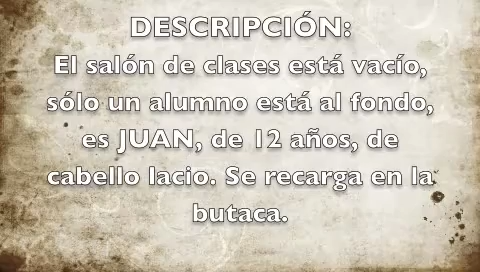 DESCRIPCIÓN:
El salón de clases está vacío,
sólo un alumno está al fondo,
es JUAN, de 12 años, de
cabello lacio. Se recarga en la
butaca.